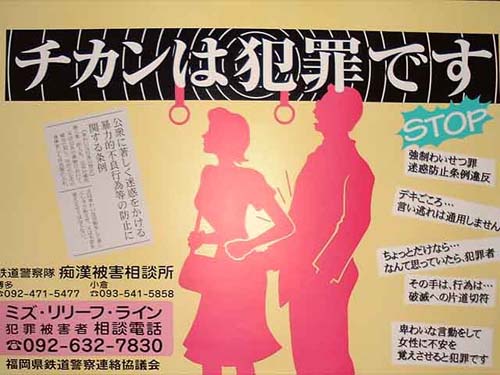 チカンは犯罪です
STOP
公衆に著しく迷惑をかける
暴力的不良行為等の防止に
関する条例
強制わいせつ罪
迷惑防止条例違反
デキごころ…
言い逃れは通用しません
ちょっとだけなら…
なんて思っていたら、犯罪者
その手は、行為は…
破滅への片道切符
卑わいな言動をして
女性に不安を
覚えさせると犯罪です
鉄道警察隊 痴漢被害相談所
博多 小倉
☎092-471-5477 ☎093-541-5858
ミズ・リリーフ・ライン
犯罪被害者 相談電話
☎092-632-7830
福岡県鉄道警察連絡協議会